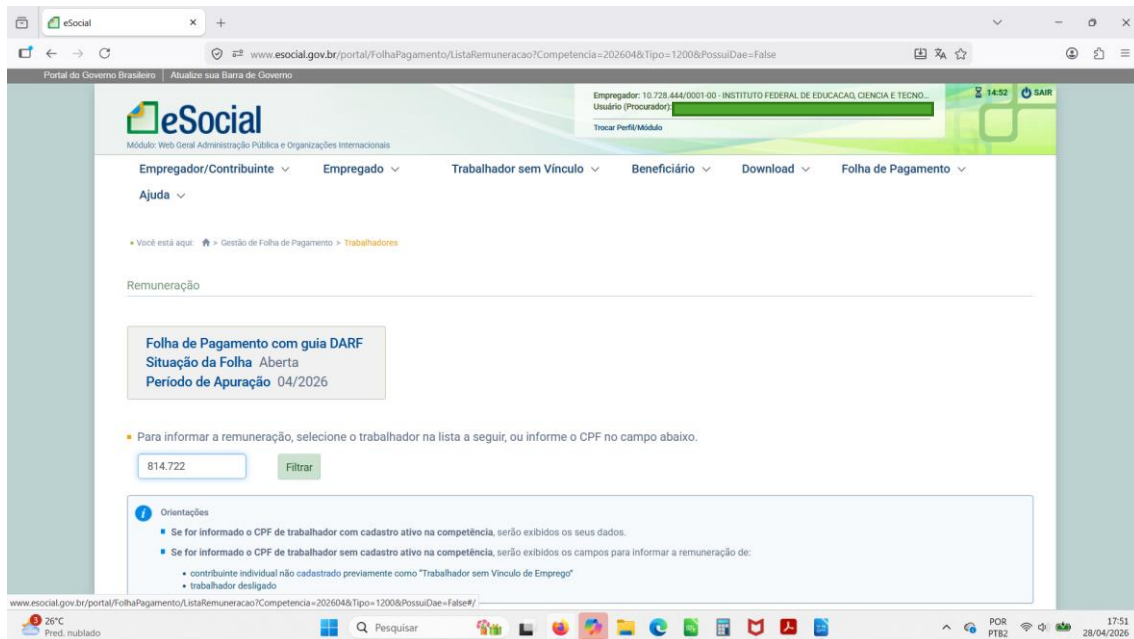 eSocial
www.esocial.gov.br/portal/FolhaPagamento/ListaRemuneracao?Competencia=202604&Tipo=1200&PossuiDae=False
Portal do Governo Brasileiro | Atualize sua Barra de Governo
Empregador: 10.728.444/0001-00 - INSTITUTO FEDERAL DE EDUCACAO, CIENCIA E TECNO...
Usuário (Procurador):
Trocar Perfil/Módulo
14:52 SAIR
eSocial
Módulo: Web Geral Administração Pública e Organizações Internacionais
Empregador/Contribuinte Empregado Trabalhador sem Vínculo Beneficiário Download Folha de Pagamento
Ajuda
Você está aqui: > Gestão de Folha de Pagamento > Trabalhadores
Remuneração
Folha de Pagamento com guia DARF
Situação da Folha Aberta
Período de Apuração 04/2026
Para informar a remuneração, selecione o trabalhador na lista a seguir, ou informe o CPF no campo abaixo.
814.722 Filtrar
Orientações
Se for informado o CPF de trabalhador com cadastro ativo na competência, serão exibidos os seus dados.
Se for informado o CPF de trabalhador sem cadastro ativo na competência, serão exibidos os campos para informar a remuneração de:
contribuinte individual não cadastrado previamente como "Trabalhador sem Vínculo de Emprego"
trabalhador desligado
www.esocial.gov.br/portal/FolhaPagamento/ListaRemuneracao?Competencia=202604&Tipo=1200&PossuiDae=False#/
3
26°C
Pred. nublado
Pesquisar
POR
PTB2
17:51
28/04/2026